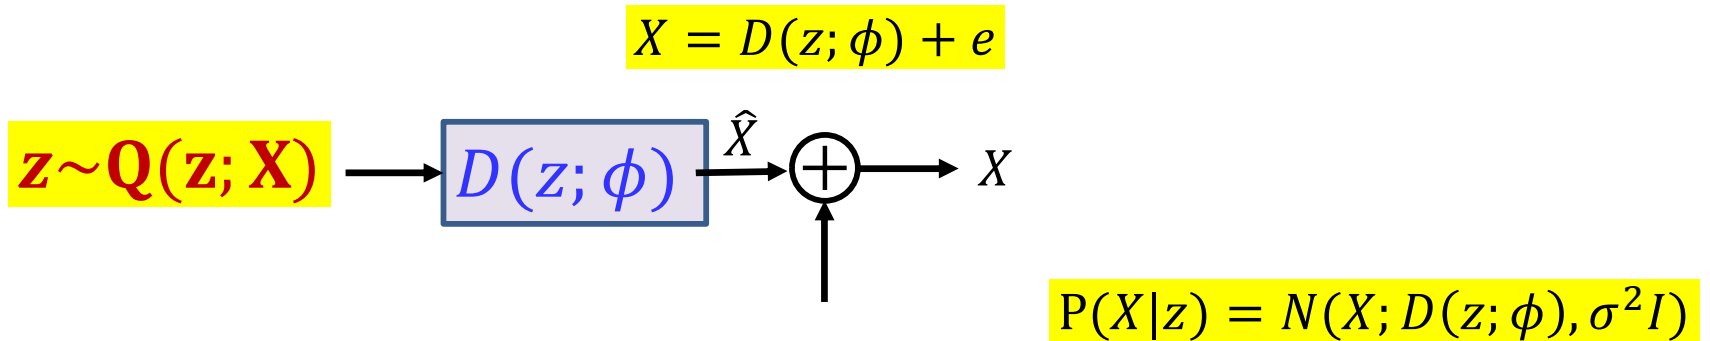 X = D(z; ϕ) + e
z~Q(z; X)
D(z; ϕ)
X̂
X
P(X|z) = N(X; D(z; ϕ), σ²I)